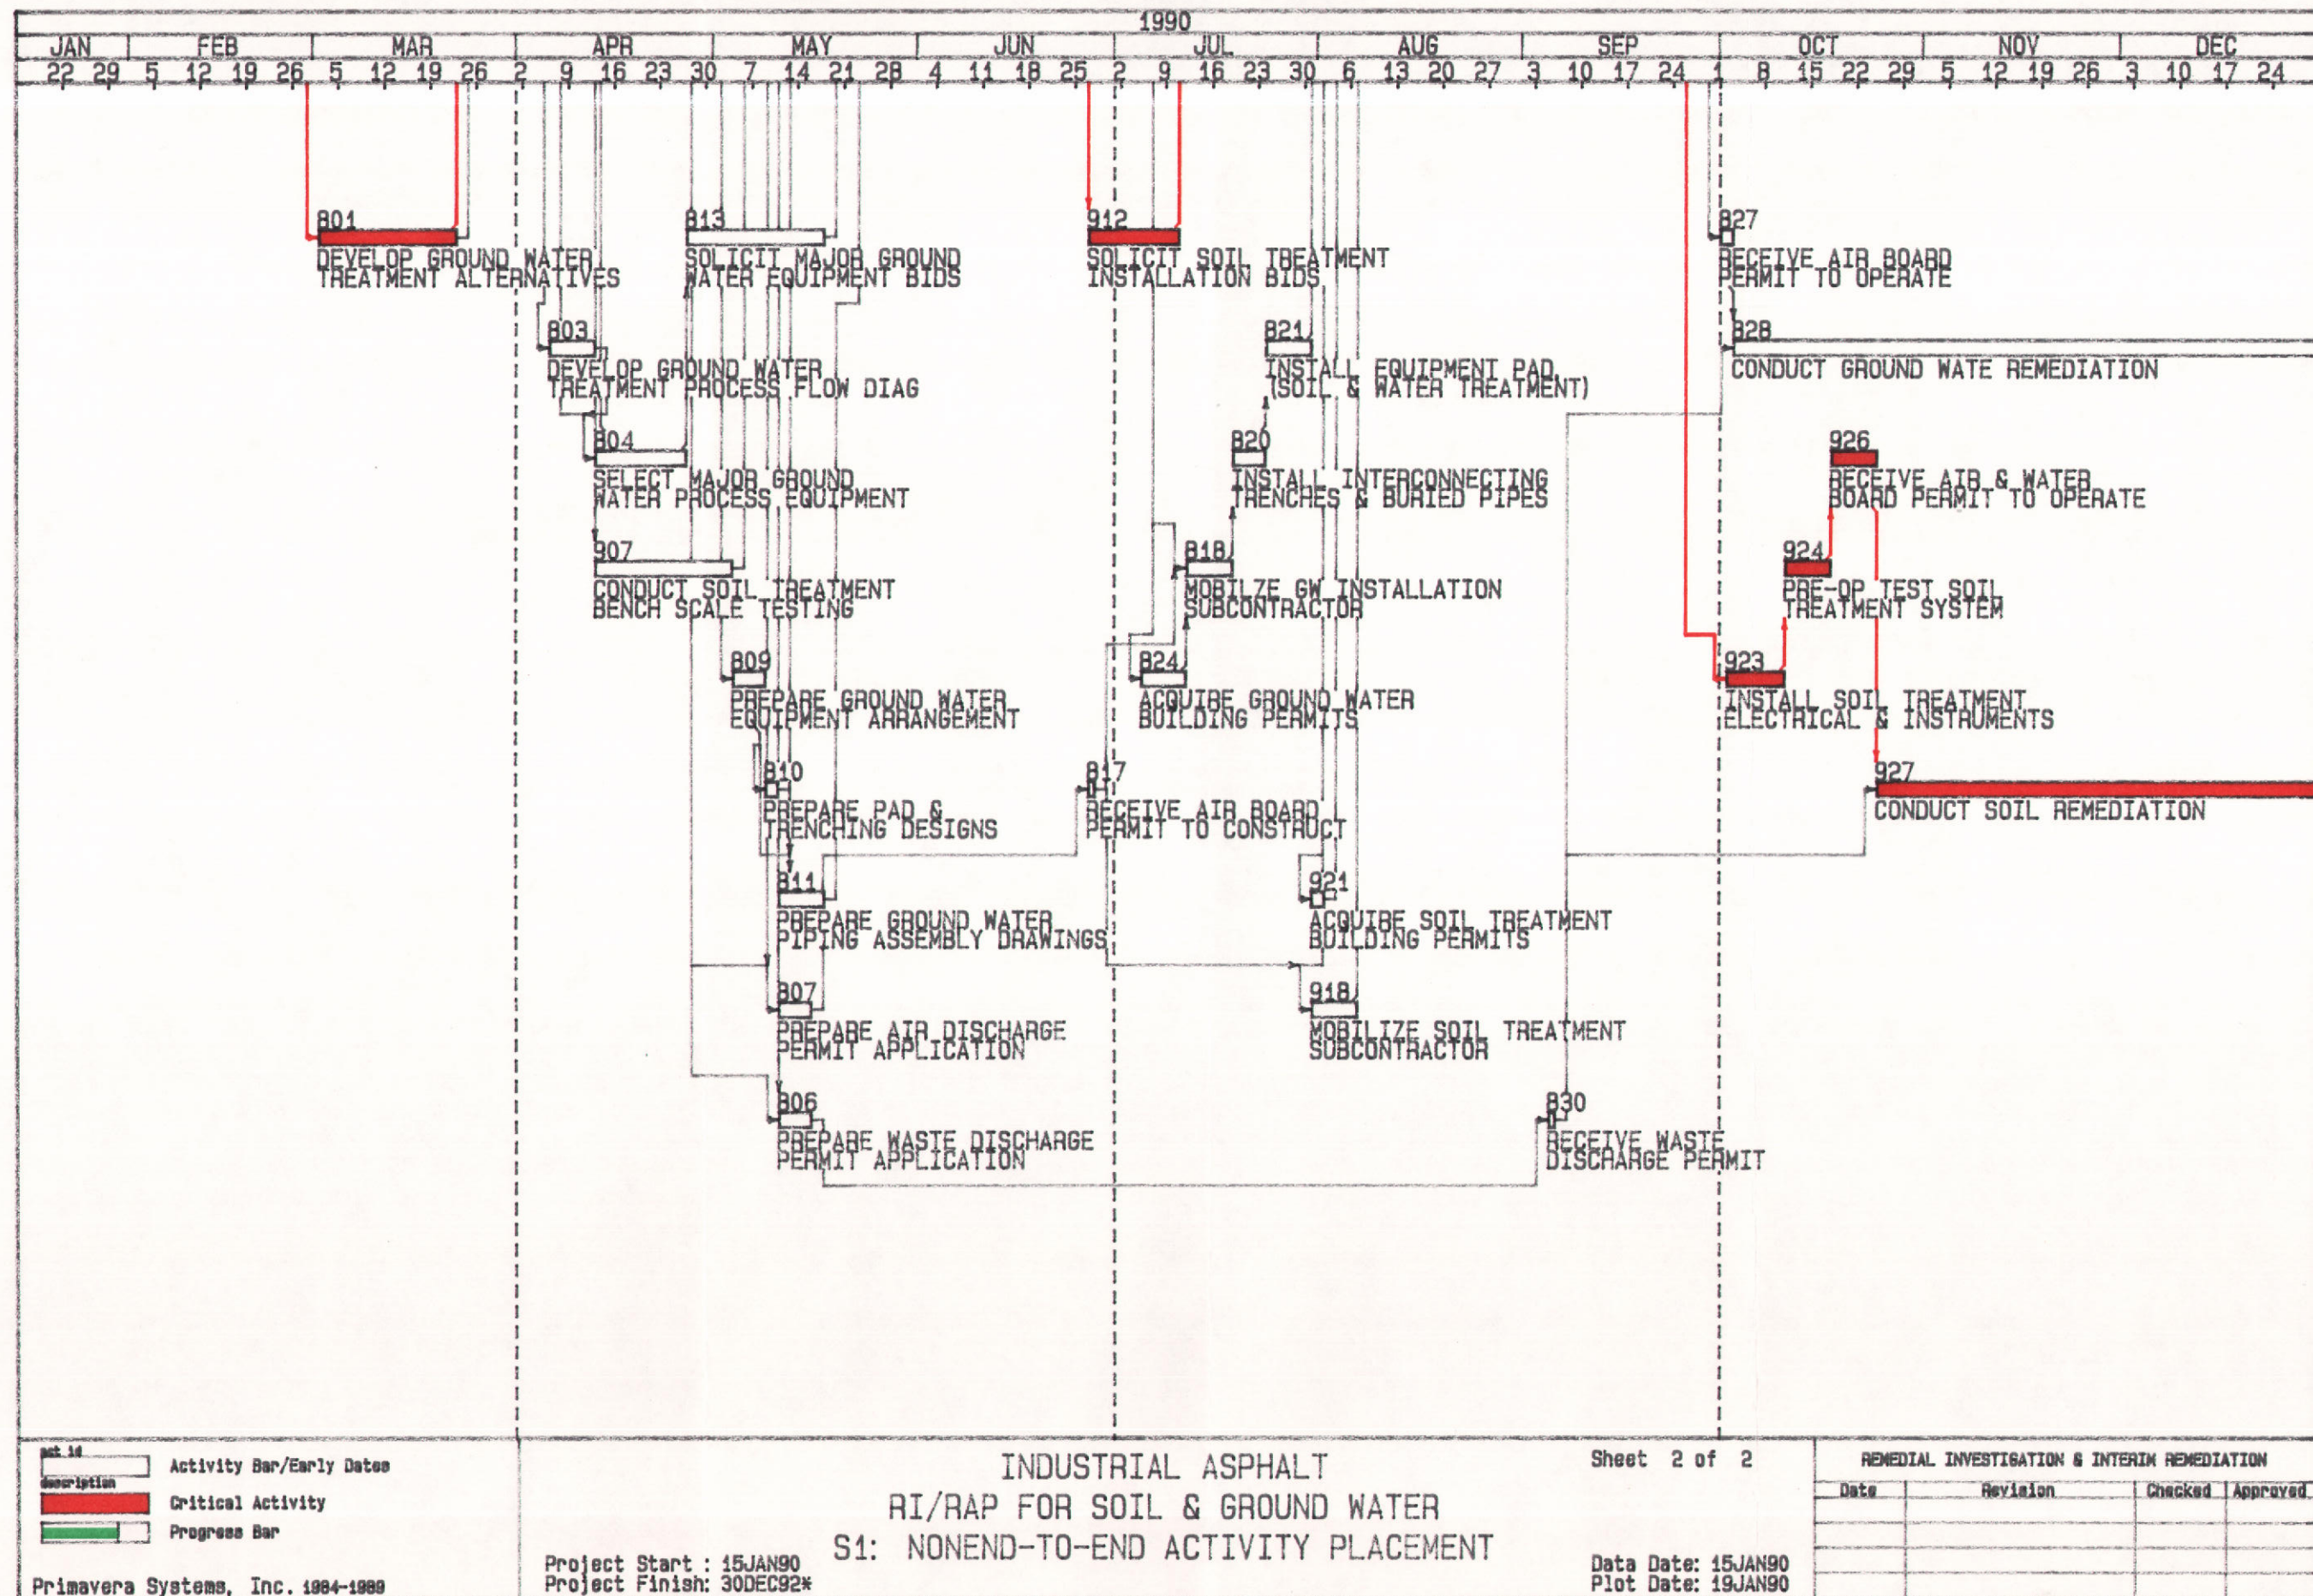 1990
JAN FEB MAR APR MAY JUN JUL AUG SEP OCT NOV DEC
22 29 5 12 19 26 5 12 19 26 2 9 16 23 30 7 14 21 28 4 11 18 25 2 9 16 23 30 6 13 20 27 3 10 17 24 1 8 15 22 29 5 12 19 26 3 10 17 24
801
DEVELOP GROUND WATER
TREATMENT ALTERNATIVES
813
SOLICIT MAJOR GROUND
WATER EQUIPMENT BIDS
912
SOLICIT SOIL TREATMENT
INSTALLATION BIDS
827
RECEIVE AIR BOARD
PERMIT TO OPERATE
803
DEVELOP GROUND WATER
TREATMENT PROCESS FLOW DIAG
821
INSTALL EQUIPMENT PAD
(SOIL & WATER TREATMENT)
828
CONDUCT GROUND WATE REMEDIATION
804
SELECT MAJOR GROUND
WATER PROCESS EQUIPMENT
820
INSTALL INTERCONNECTING
TRENCHES & BURIED PIPES
926
RECEIVE AIR & WATER
BOARD PERMIT TO OPERATE
907
CONDUCT SOIL TREATMENT
BENCH SCALE TESTING
818
MOBILZE GW INSTALLATION
SUBCONTRACTOR
924
PRE-OP TEST SOIL
TREATMENT SYSTEM
809
PREPARE GROUND WATER
EQUIPMENT ARRANGEMENT
824
ACQUIRE GROUND WATER
BUILDING PERMITS
923
INSTALL SOIL TREATMENT
ELECTRICAL & INSTRUMENTS
810
PREPARE PAD &
TRENCHING DESIGNS
817
RECEIVE AIR BOARD
PERMIT TO CONSTRUCT
927
CONDUCT SOIL REMEDIATION
811
PREPARE GROUND WATER
PIPING ASSEMBLY DRAWINGS
921
ACQUIRE SOIL TREATMENT
BUILDING PERMITS
807
PREPARE AIR DISCHARGE
PERMIT APPLICATION
918
MOBILIZE SOIL TREATMENT
SUBCONTRACTOR
806
PREPARE WASTE DISCHARGE
PERMIT APPLICATION
830
RECEIVE WASTE
DISCHARGE PERMIT
act id
Activity Bar/Early Dates
description
Critical Activity
Progress Bar
Primavera Systems, Inc. 1984-1989
INDUSTRIAL ASPHALT
RI/RAP FOR SOIL & GROUND WATER
S1: NONEND-TO-END ACTIVITY PLACEMENT
Project Start : 15JAN90
Project Finish: 30DEC92*
Sheet 2 of 2
Data Date: 15JAN90
Plot Date: 19JAN90
REMEDIAL INVESTIGATION & INTERIM REMEDIATION
Date Revision Checked Approved